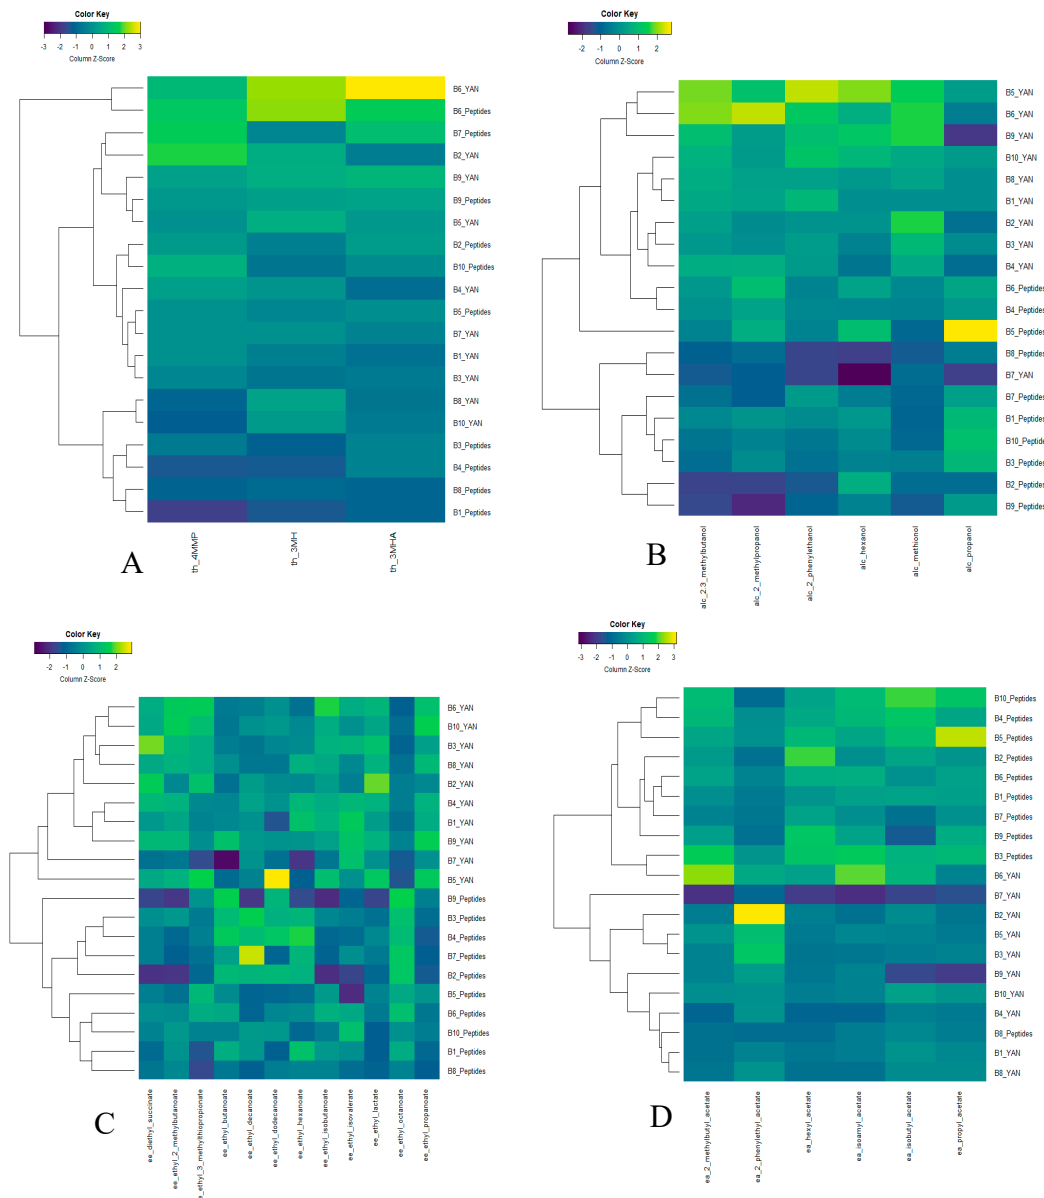 Color Key
-3 -2 -1 0 1 2 3
Column Z-Score
B6_YAN
B6_Peptides
B7_Peptides
B2_YAN
B9_YAN
B9_Peptides
B5_YAN
B2_Peptides
B10_Peptides
B4_YAN
B5_Peptides
B7_YAN
B1_YAN
B3_YAN
B8_YAN
B10_YAN
B3_Peptides
B4_Peptides
B8_Peptides
B1_Peptides
th_4MMP
th_3MH
th_3MHA
A
Color Key
-2 -1 0 1 2
Column Z-Score
B5_YAN
B6_YAN
B9_YAN
B10_YAN
B8_YAN
B1_YAN
B2_YAN
B3_YAN
B4_YAN
B6_Peptides
B4_Peptides
B5_Peptides
B8_Peptides
B7_YAN
B7_Peptides
B1_Peptides
B10_Peptides
B3_Peptides
B2_Peptides
B9_Peptides
alc_2.3_methylbutanol
alc_2_methylpropanol
alc_2_phenylethanol
alc_hexanol
alc_methionol
alc_propanol
B
Color Key
-2 -1 0 1 2
Column Z-Score
B6_YAN
B10_YAN
B3_YAN
B8_YAN
B2_YAN
B4_YAN
B1_YAN
B9_YAN
B7_YAN
B5_YAN
B9_Peptides
B3_Peptides
B4_Peptides
B7_Peptides
B2_Peptides
B5_Peptides
B6_Peptides
B10_Peptides
B1_Peptides
B8_Peptides
ee_diethyl_succinate
ee_ethyl_2_methylbutanoate
e_ethyl_3_methylthiopropionate
ee_ethyl_butanoate
ee_ethyl_decanoate
ee_ethyl_dodecanoate
ee_ethyl_hexanoate
ee_ethyl_isobutanoate
ee_ethyl_isovalerate
ee_ethyl_lactate
ee_ethyl_octanoate
ee_ethyl_propanoate
C
Color Key
-3 -2 -1 0 1 2 3
Column Z-Score
B10_Peptides
B4_Peptides
B5_Peptides
B2_Peptides
B6_Peptides
B1_Peptides
B7_Peptides
B9_Peptides
B3_Peptides
B6_YAN
B7_YAN
B2_YAN
B5_YAN
B3_YAN
B9_YAN
B10_YAN
B4_YAN
B8_Peptides
B1_YAN
B8_YAN
ea_2_methylbutyl_acetate
ea_2_phenylethyl_acetate
ea_hexyl_acetate
ea_isoamyl_acetate
ea_isobutyl_acetate
ea_propyl_acetate
D